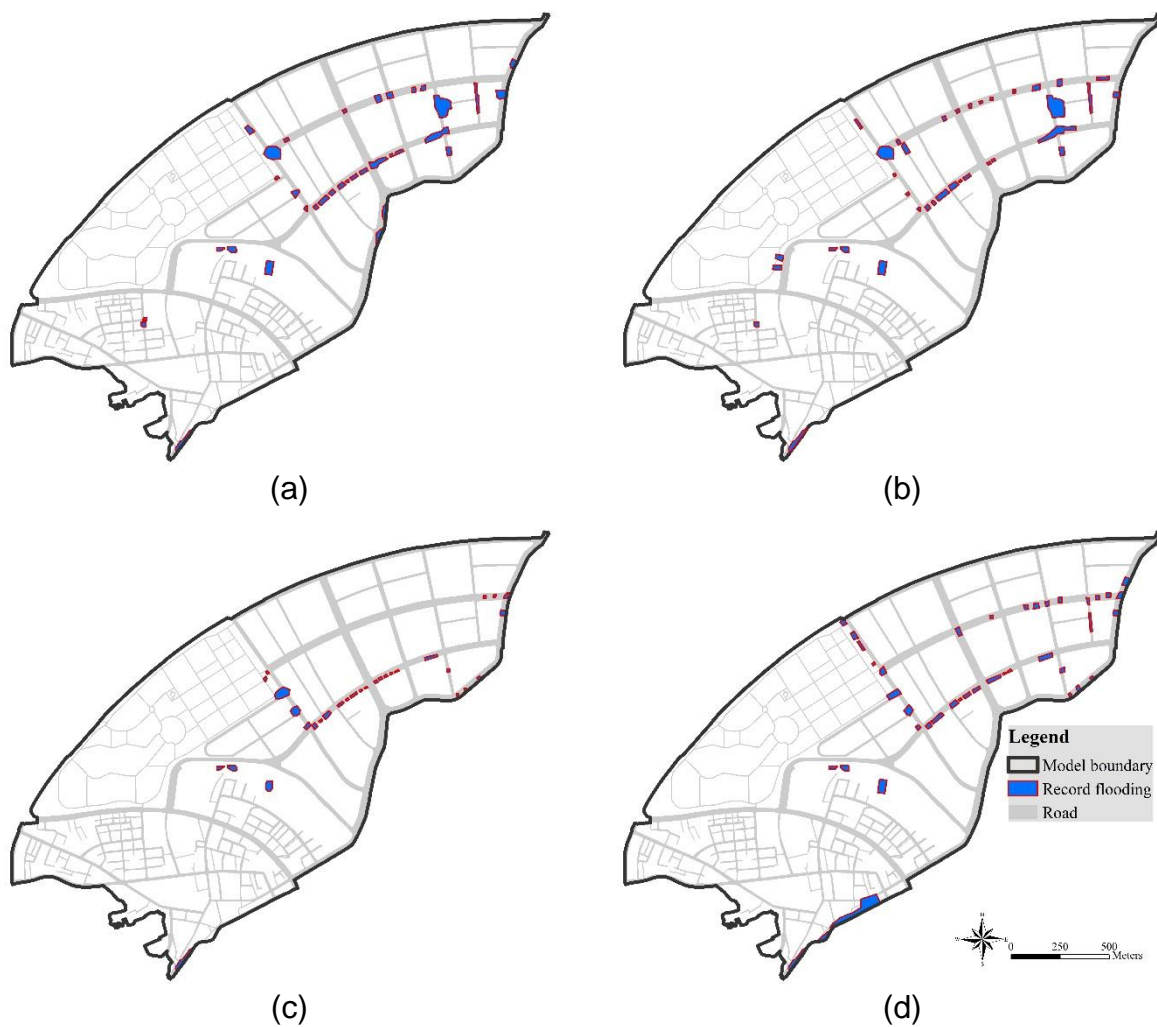 (a)
(b)
Legend
Model boundary
Record flooding
Road
N
W
E
S
0 250 500
Meters
(c)
(d)